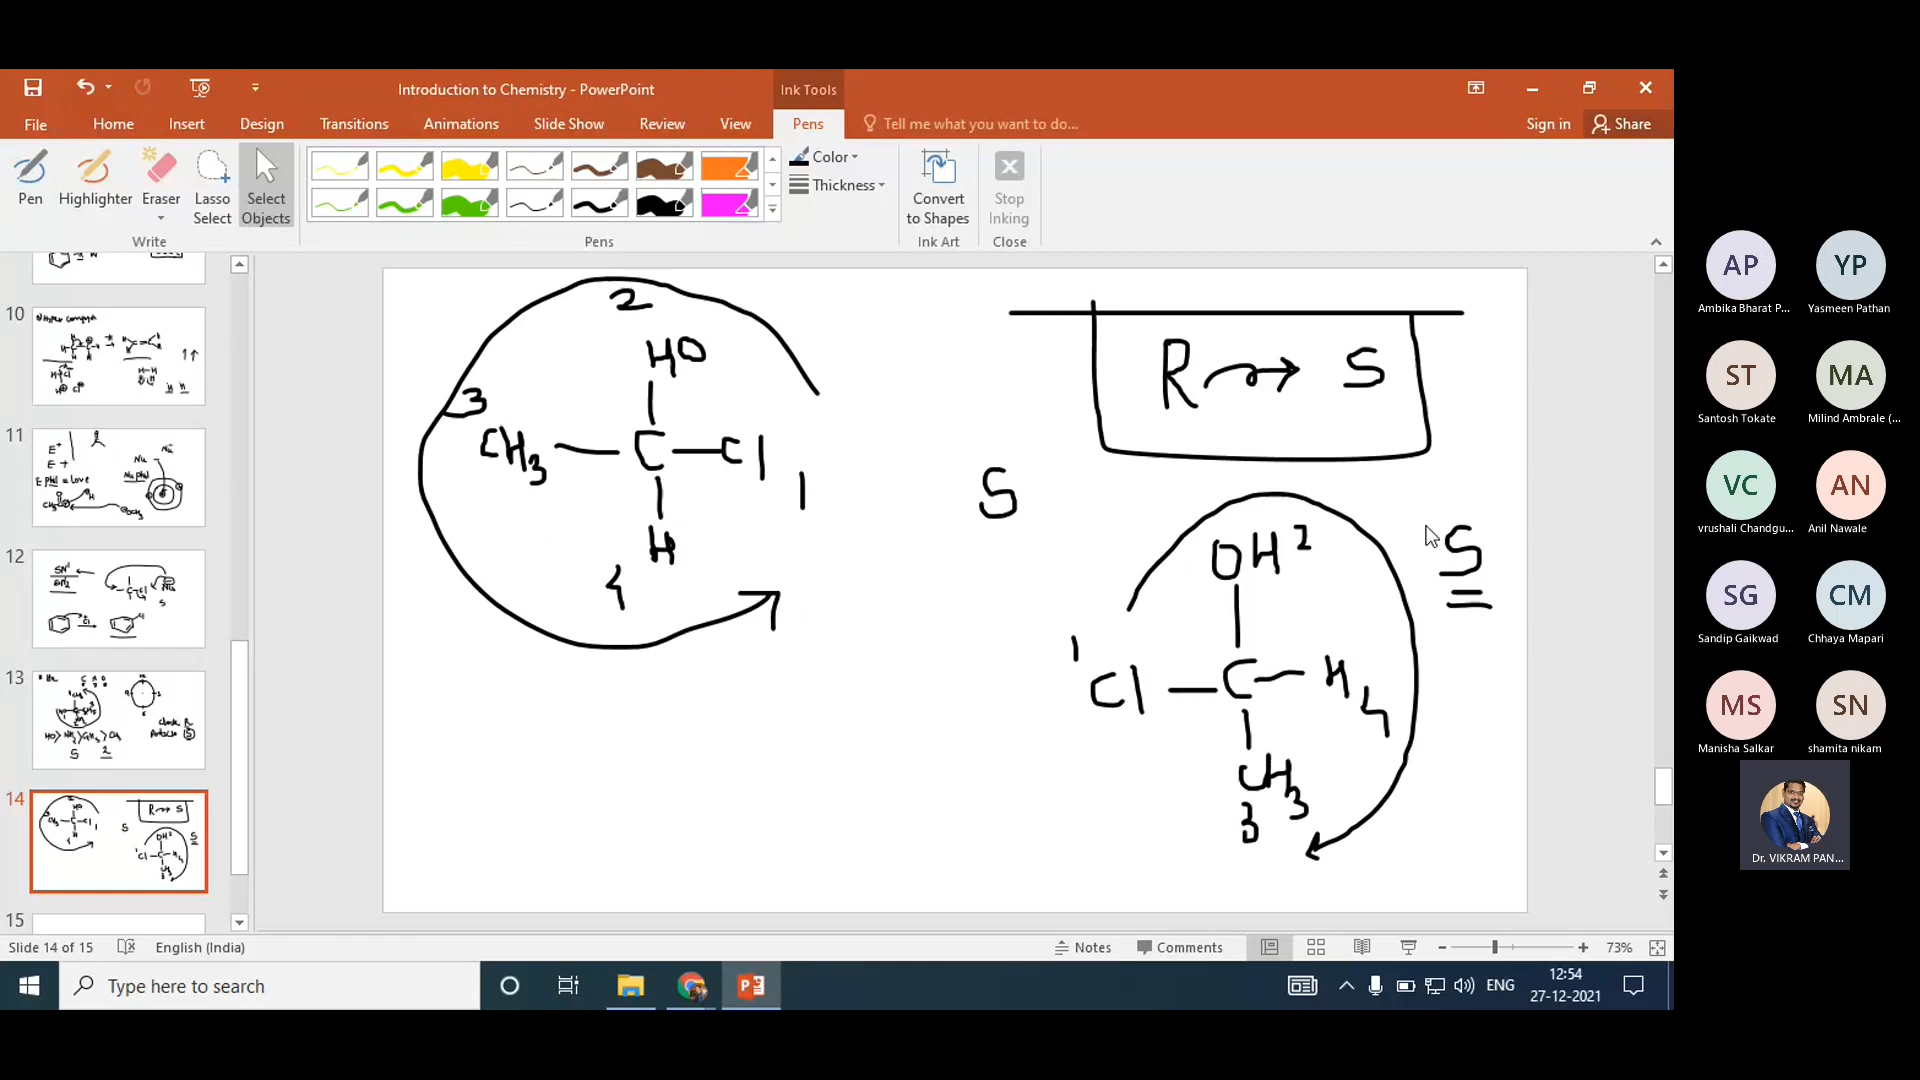 Introduction to Chemistry - PowerPoint
Ink Tools
File Home Insert Design Transitions Animations Slide Show Review View Pens Tell me what you want to do... Sign in Share
Pen Highlighter Eraser Lasso Select Select Objects
Color
Thickness
Convert to Shapes
Stop Inking
Write Pens Ink Art Close
10
11
12
13
14
15
2
HO
3
CH3 — C — Cl
1
H
4
R → S
S
S
OH 2
1
Cl — C — H 4
CH3
3
AP
Ambika Bharat P...
YP
Yasmeen Pathan
ST
Santosh Tokate
MA
Milind Ambrale (...
VC
vrushali Chandgu...
AN
Anil Nawale
SG
Sandip Gaikwad
CM
Chhaya Mapari
MS
Manisha Salkar
SN
shamita nikam
Dr. VIKRAM PAN...
Slide 14 of 15 English (India) Notes Comments 73%
Type here to search
ENG
12:54
27-12-2021